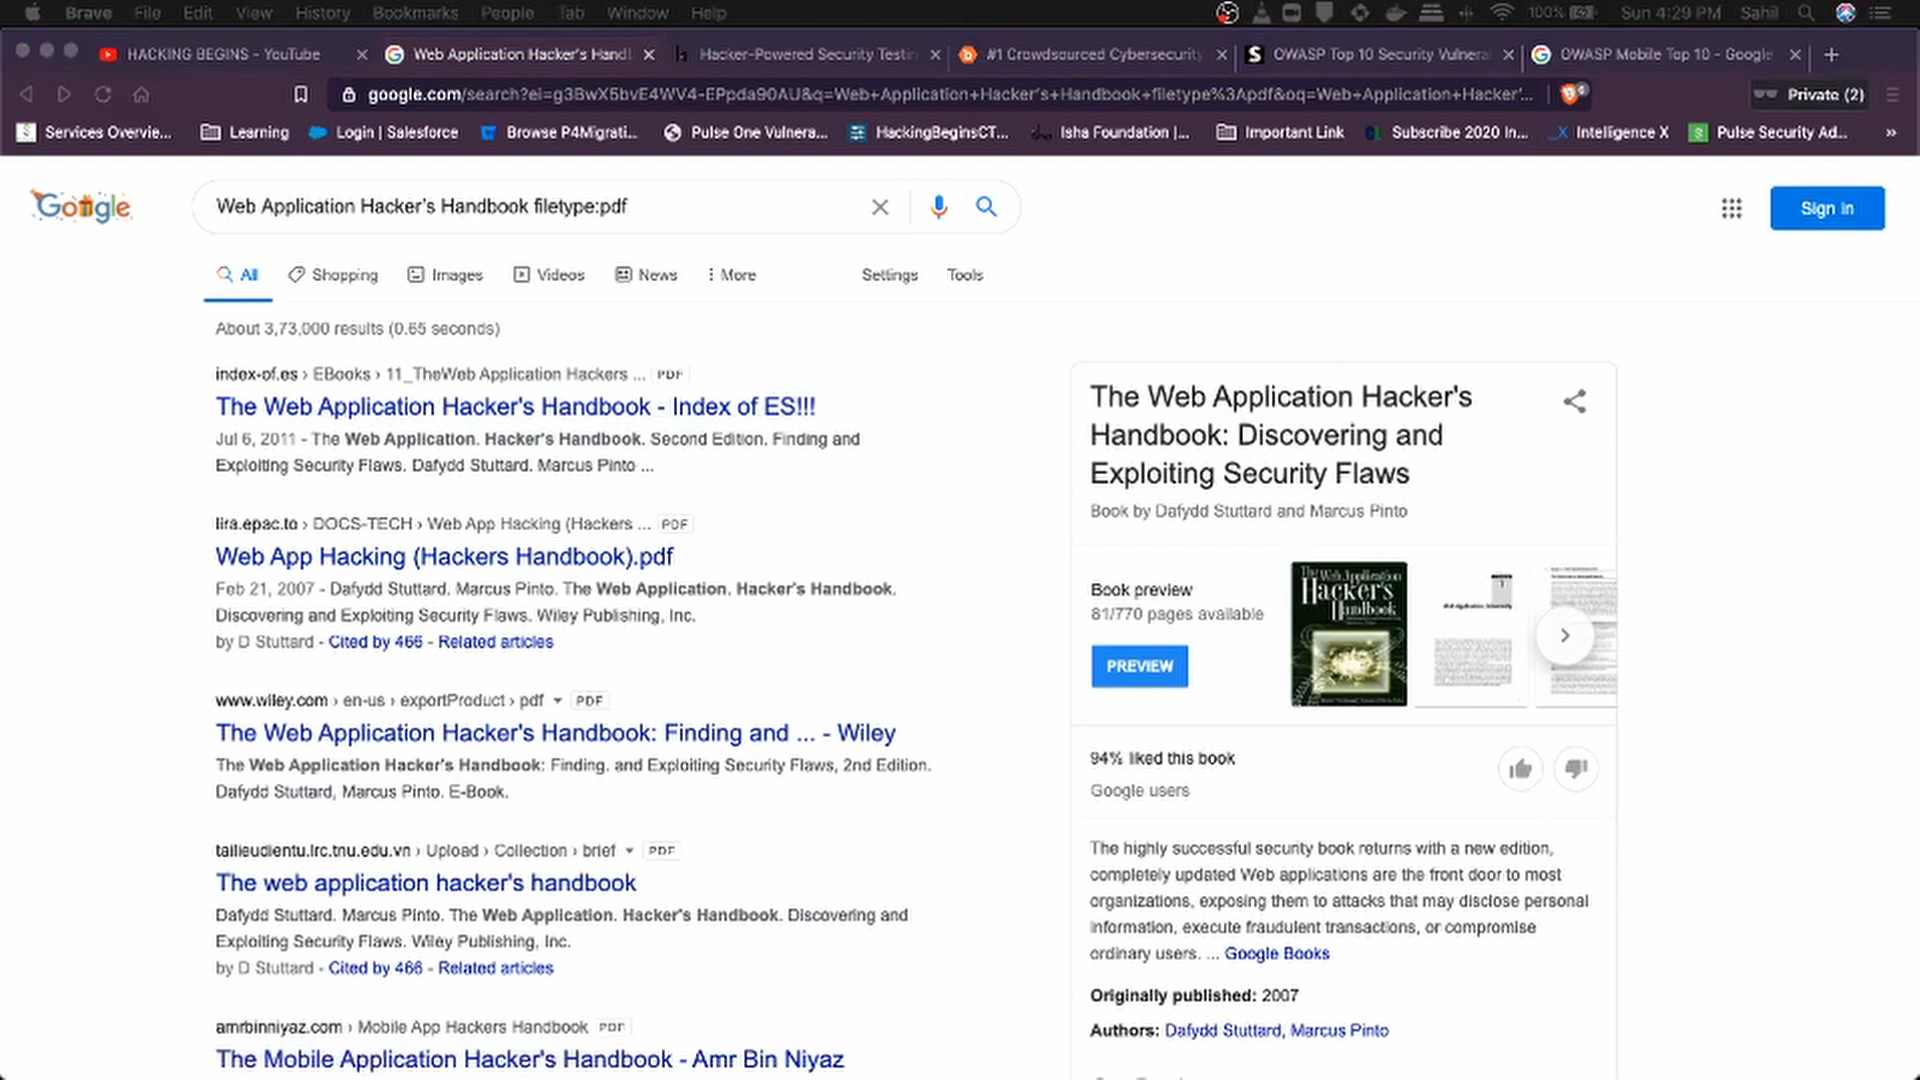 Brave File Edit View History Bookmarks People Tab Window Help 100% Sun 4:29 PM Sahil
HACKING BEGINS - YouTube Web Application Hacker's Handl Hacker-Powered Security Testin #1 Crowdsourced Cybersecurity OWASP Top 10 Security Vulnera OWASP Mobile Top 10 - Google
google.com/search?ei=g3BwX5bvE4WV4-EPpda90AU&q=Web+Application+Hacker's+Handbook+filetype%3Apdf&oq=Web+Application+Hacker'... Private (2)
Services Overvie... Learning Login | Salesforce Browse P4Migrati... Pulse One Vulnera... HackingBeginsCT... Isha Foundation |... Important Link Subscribe 2020 In... Intelligence X Pulse Security Ad... »
Google
Web Application Hacker's Handbook filetype:pdf
Sign in
All Shopping Images Videos News More Settings Tools
About 3,73,000 results (0.65 seconds)
index-of.es › EBooks › 11_TheWeb Application Hackers ... PDF
The Web Application Hacker's Handbook - Index of ES!!!
Jul 6, 2011 - The Web Application. Hacker's Handbook. Second Edition. Finding and
Exploiting Security Flaws. Dafydd Stuttard. Marcus Pinto ...
lira.epac.to › DOCS-TECH › Web App Hacking (Hackers ... PDF
Web App Hacking (Hackers Handbook).pdf
Feb 21, 2007 - Dafydd Stuttard. Marcus Pinto. The Web Application. Hacker's Handbook.
Discovering and Exploiting Security Flaws. Wiley Publishing, Inc.
by D Stuttard - Cited by 466 - Related articles
www.wiley.com › en-us › exportProduct › pdf PDF
The Web Application Hacker's Handbook: Finding and ... - Wiley
The Web Application Hacker's Handbook: Finding. and Exploiting Security Flaws, 2nd Edition.
Dafydd Stuttard, Marcus Pinto. E-Book.
tailieudientu.lrc.tnu.edu.vn › Upload › Collection › brief PDF
The web application hacker's handbook
Dafydd Stuttard. Marcus Pinto. The Web Application. Hacker's Handbook. Discovering and
Exploiting Security Flaws. Wiley Publishing, Inc.
by D Stuttard - Cited by 466 - Related articles
amrbinniyaz.com › Mobile App Hackers Handbook PDF
The Mobile Application Hacker's Handbook - Amr Bin Niyaz
The Web Application Hacker's
Handbook: Discovering and
Exploiting Security Flaws
Book by Dafydd Stuttard and Marcus Pinto
Book preview
81/770 pages available
PREVIEW
The Web Application
Hacker's
Handbook
94% liked this book
Google users
The highly successful security book returns with a new edition,
completely updated Web applications are the front door to most
organizations, exposing them to attacks that may disclose personal
information, execute fraudulent transactions, or compromise
ordinary users. ... Google Books
Originally published: 2007
Authors: Dafydd Stuttard, Marcus Pinto